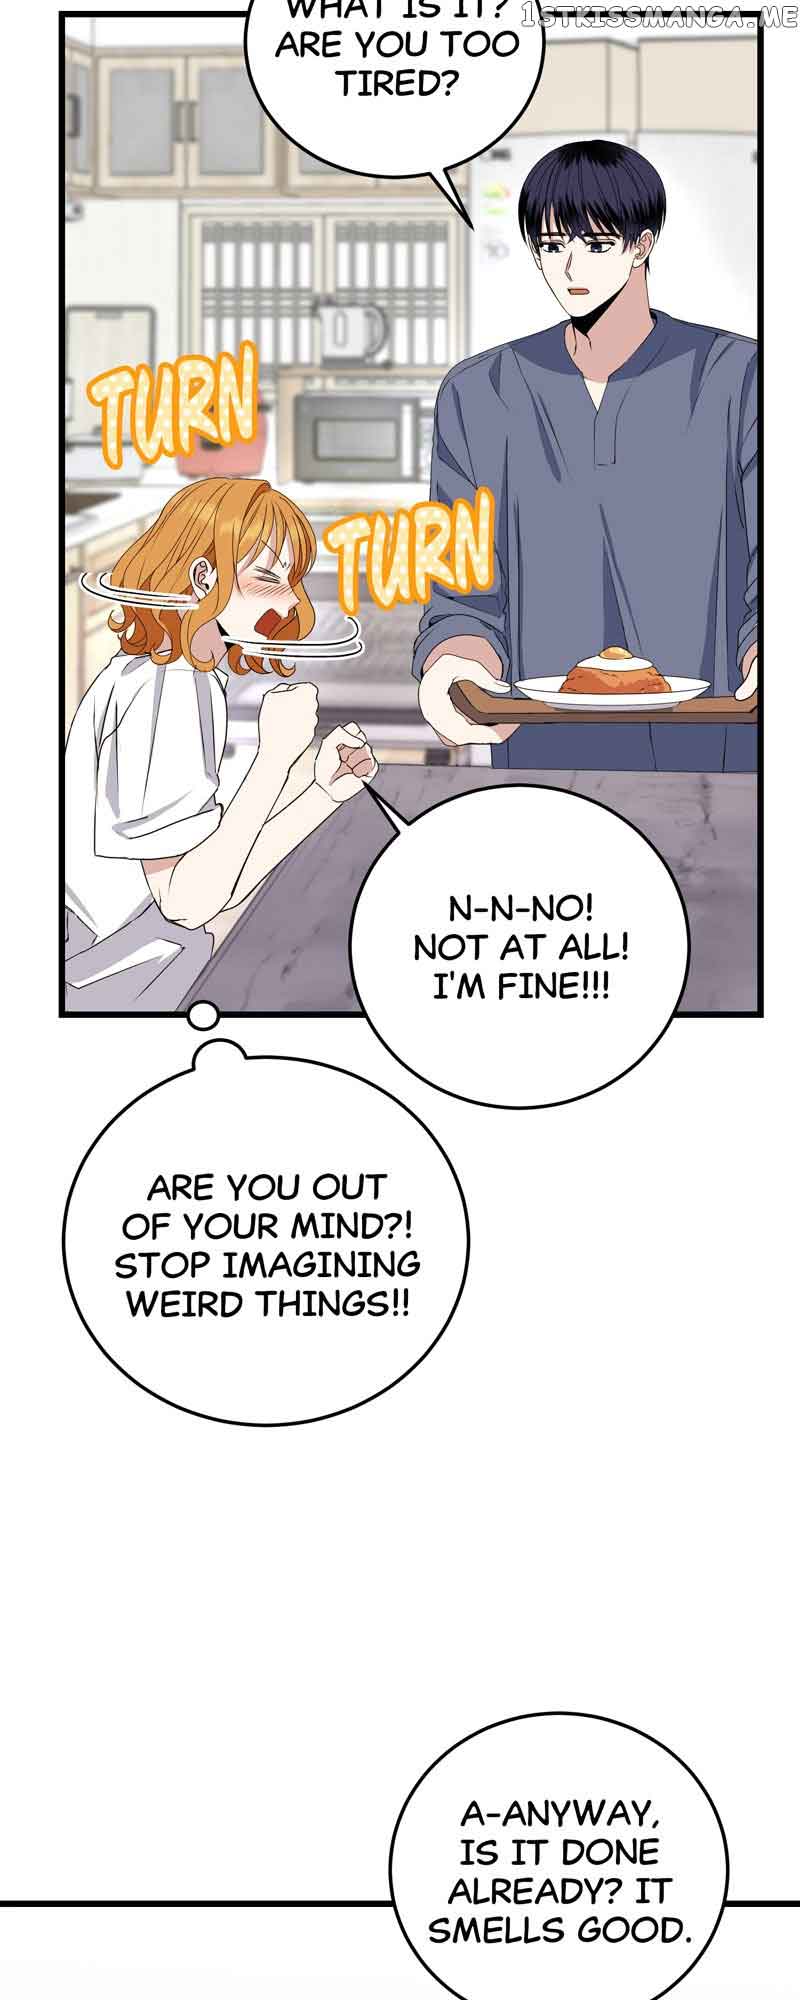 WHAT IS IT?
1STKISSMANGA.ME
ARE YOU TOO
TIRED?
TURN
TURN
N-N-NO!
NOT AT ALL!
I'M FINE!!!
ARE YOU OUT
OF YOUR MIND?!
STOP IMAGINING
WEIRD THINGS!!
A-ANYWAY,
IS IT DONE
ALREADY? IT
SMELLS GOOD.